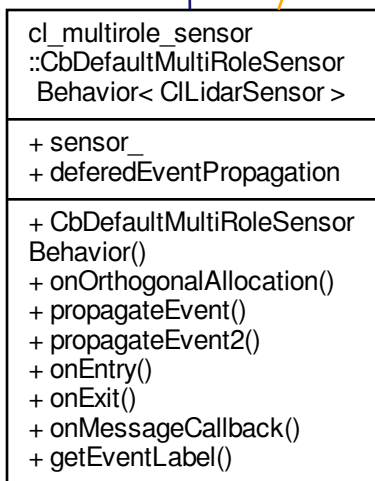 cl_multirole_sensor
::CbDefaultMultiRoleSensor
Behavior< ClLidarSensor >
+ sensor_
+ deferedEventPropagation
+ CbDefaultMultiRoleSensor
Behavior()
+ onOrthogonalAllocation()
+ propagateEvent()
+ propagateEvent2()
+ onEntry()
+ onExit()
+ onMessageCallback()
+ getEventLabel()